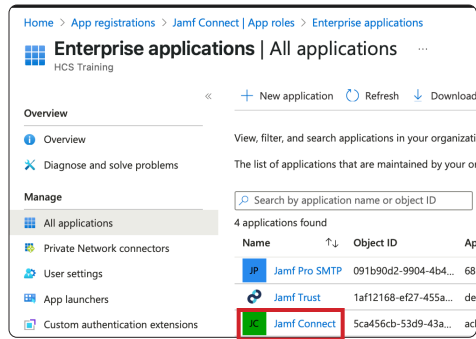 Home > App registrations > Jamf Connect | App roles > Enterprise applications
Enterprise applications | All applications ...
HCS Training
«
Overview
Overview
Diagnose and solve problems
Manage
All applications
Private Network connectors
User settings
App launchers
Custom authentication extensions
+ New application Refresh Download
View, filter, and search applications in your organizati
The list of applications that are maintained by your or
Search by application name or object ID
4 applications found
Name ↑↓ Object ID Ap
JP Jamf Pro SMTP 091b90d2-9904-4b4... 68
Jamf Trust 1af12168-ef27-455a... de
JC Jamf Connect 5ca456cb-53d9-43a...